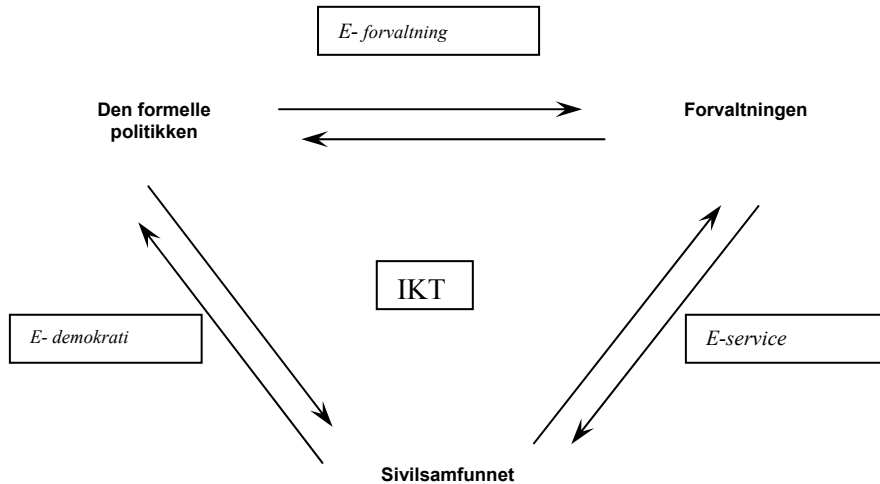 E- forvaltning
Den formelle
politikken
Forvaltningen
IKT
E- demokrati
E-service
Sivilsamfunnet